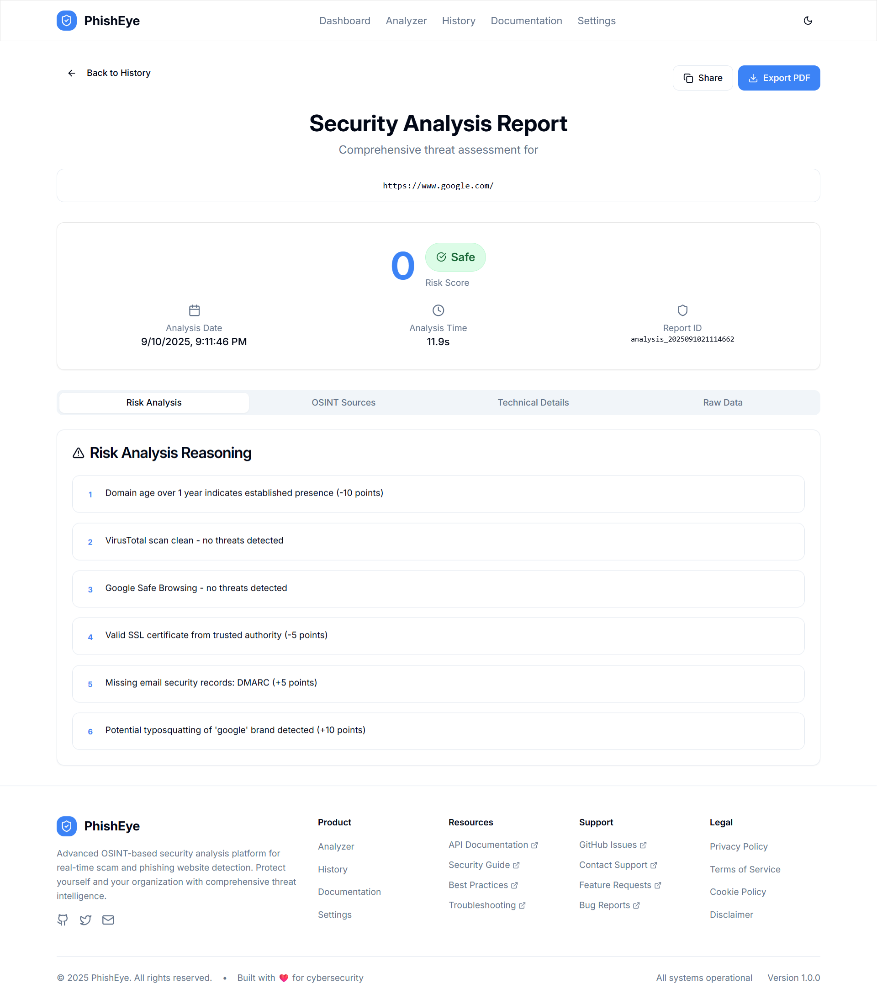 PhishEye
Dashboard Analyzer History Documentation Settings
Back to History
Share Export PDF
Security Analysis Report
Comprehensive threat assessment for
https://www.google.com/
0
Safe
Risk Score
Analysis Date
9/10/2025, 9:11:46 PM
Analysis Time
11.9s
Report ID
analysis_2025091021114662
Risk Analysis OSINT Sources Technical Details Raw Data
Risk Analysis Reasoning
1 Domain age over 1 year indicates established presence (-10 points)
2 VirusTotal scan clean - no threats detected
3 Google Safe Browsing - no threats detected
4 Valid SSL certificate from trusted authority (-5 points)
5 Missing email security records: DMARC (+5 points)
6 Potential typosquatting of 'google' brand detected (+10 points)
PhishEye
Advanced OSINT-based security analysis platform for
real-time scam and phishing website detection. Protect
yourself and your organization with comprehensive threat
intelligence.
Product
Analyzer
History
Documentation
Settings
Resources
API Documentation
Security Guide
Best Practices
Troubleshooting
Support
GitHub Issues
Contact Support
Feature Requests
Bug Reports
Legal
Privacy Policy
Terms of Service
Cookie Policy
Disclaimer
© 2025 PhishEye. All rights reserved. • Built with ❤️ for cybersecurity
All systems operational Version 1.0.0